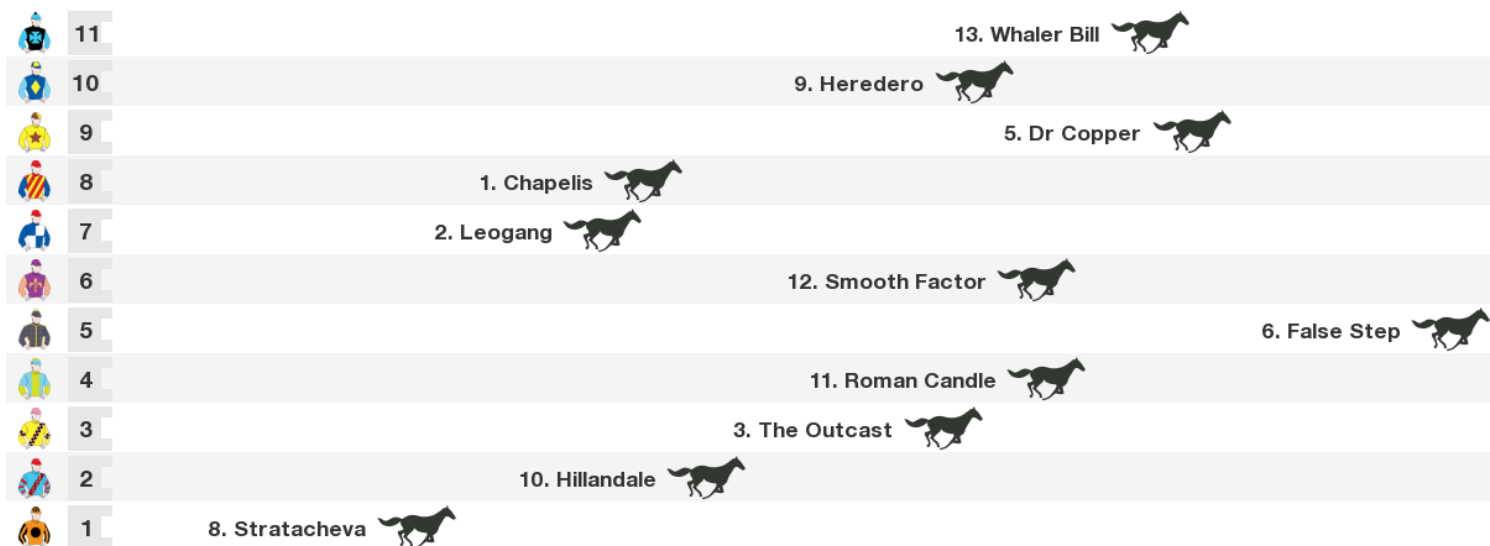 11 13. Whaler Bill
10 9. Heredero
9 5. Dr Copper
8 1. Chapelis
7 2. Leogang
6 12. Smooth Factor
5 6. False Step
4 11. Roman Candle
3 3. The Outcast
2 10. Hillandale
1 8. Stratacheva